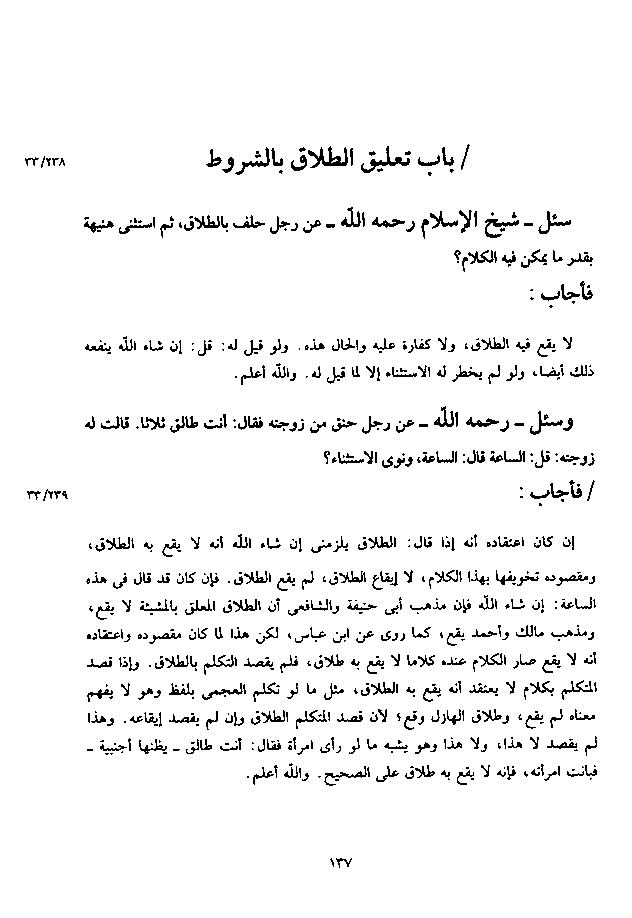 / باب تعليق الطلاق بالشروط ٣٣/٢٣٨
سئل ـ شيخ الإسلام رحمه الله ـ عن رجل حلف بالطلاق، ثم استثنى هنيهة
بقدر ما يمكن فيه الكلام؟
فأجاب :
لا يقع فيه الطلاق، ولا كفارة عليه والحال هذه. ولو قيل له: قل: إن شاء الله ينفعه
ذلك أيضا، ولو لم يخطر له الاستثناء إلا لما قيل له. والله أعلم.
وسئل ـ رحمه الله ـ عن رجل حنق من زوجته فقال: أنت طالق ثلاثا. قالت له
زوجته: قل: الساعة قال: الساعة، ونوى الاستثناء؟
/ فأجاب : ٣٣/٢٣٩
إن كان اعتقاده أنه إذا قال: الطلاق يلزمنى إن شاء الله أنه لا يقع به الطلاق،
ومقصوده تخويفها بهذا الكلام، لا إيقاع الطلاق، لم يقع الطلاق. فإن كان قد قال فى هذه
الساعة: إن شاء الله فإن مذهب أبى حنيفة والشافعى أن الطلاق المعلق بالمشيئة لا يقع،
ومذهب مالك وأحمد يقع، كما روى عن ابن عباس، لكن هذا لما كان مقصوده واعتقاده
أنه لا يقع صار الكلام عنده كلاما لا يقع به طلاق، فلم يقصد التكلم بالطلاق. وإذا قصد
المتكلم بكلام لا يعتقد أنه يقع به الطلاق، مثل ما لو تكلم العجمى بلفظ وهو لا يفهم
معناه لم يقع، وطلاق الهازل وقع؛ لأن قصد المتكلم الطلاق وإن لم يقصد إيقاعه. وهذا
لم يقصد لا هذا، ولا هذا وهو يشبه ما لو رأى امرأة فقال: أنت طالق ـ يظنها أجنبية ـ
فبانت امرأته، فإنه لا يقع به طلاق على الصحيح. والله أعلم.
١٣٧